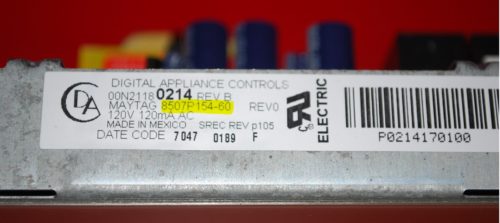 DIGITAL APPLIANCE CONTROLS
00N2118 0214 REV B
MAYTAG 8507P154-60 REV0
120V 120mA AC
MADE IN MEXICO SREC REV p105
DATE CODE 7047 0189 F
ELECTRIC
P0214170100